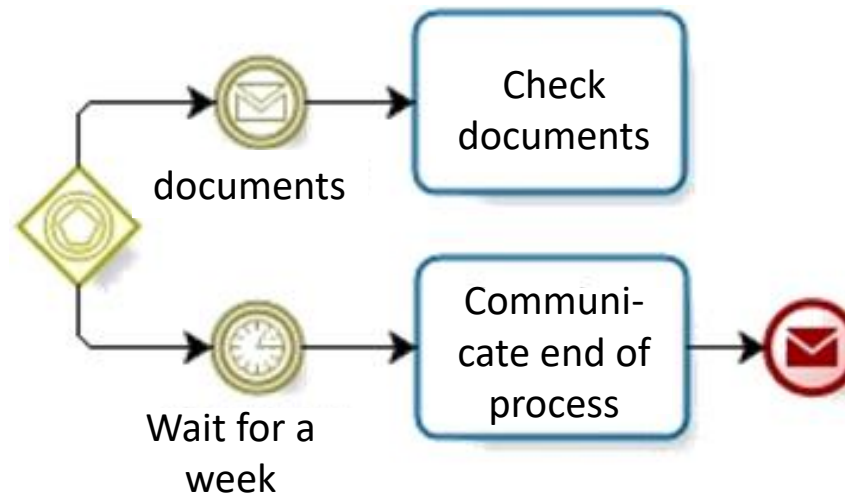 Check
documents
documents
Communi-
cate end of
process
Wait for a
week